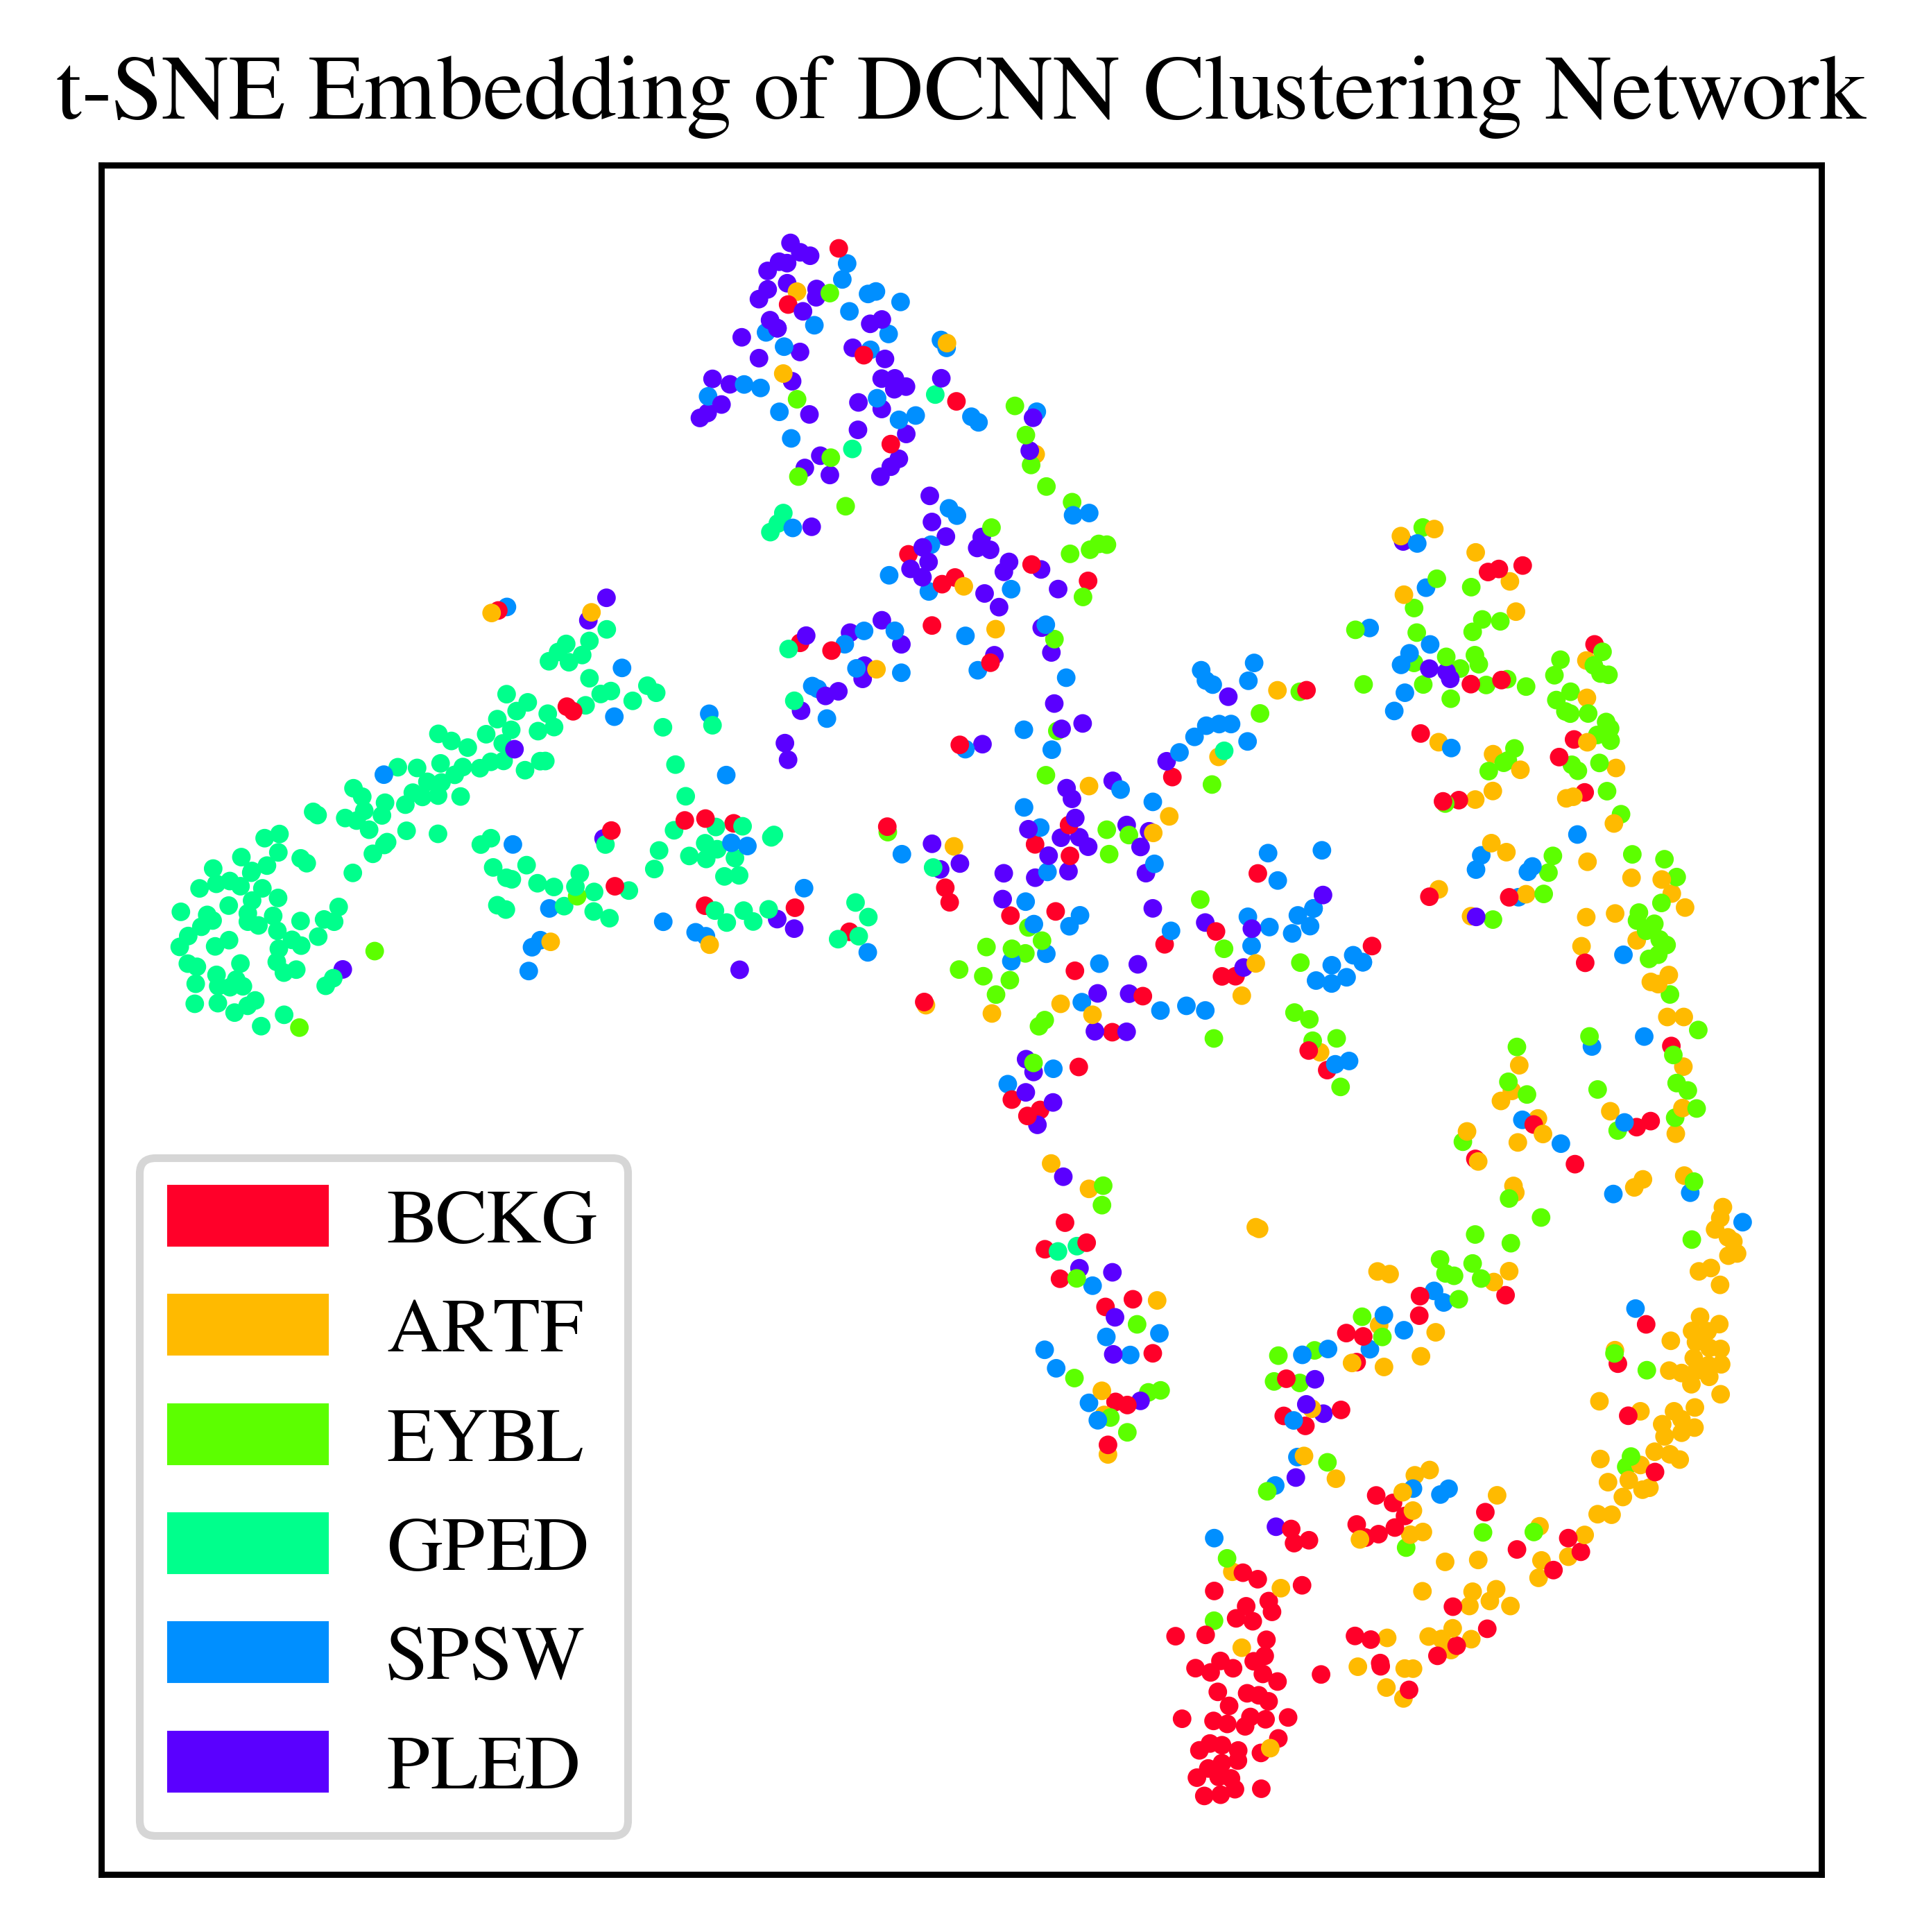 t-SNE Embedding of DCNN Clustering Network
BCKG
ARTF
EYBL
GPED
SPSW
PLED